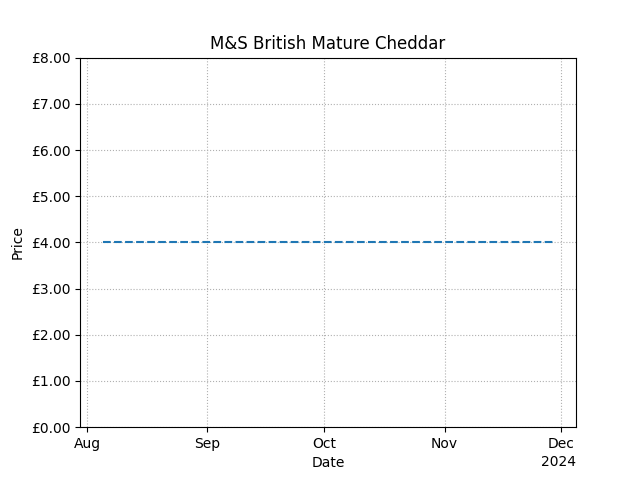 M&S British Mature Cheddar
£8.00
£7.00
£6.00
£5.00
£4.00
£3.00
£2.00
£1.00
£0.00
Price
Aug Sep Oct Nov Dec
2024
Date